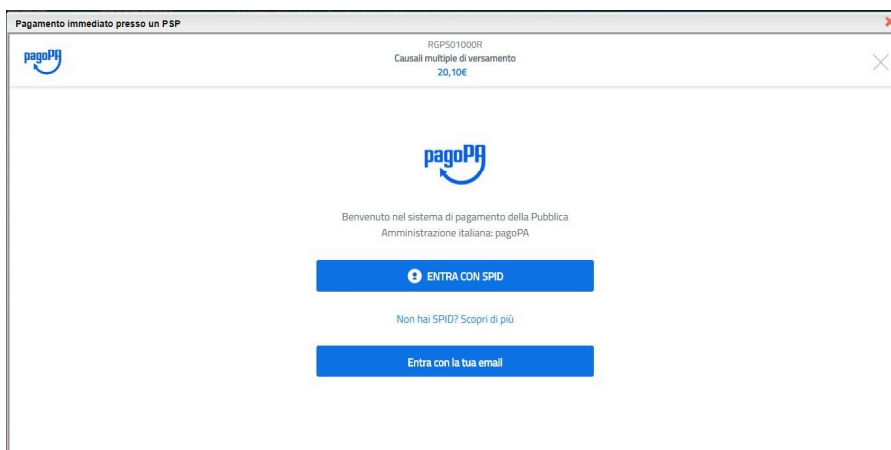 Pagamento immediato presso un PSP
pagoPA
RGPS01000R
Causali multiple di versamento
20,10€
pagoPA
Benvenuto nel sistema di pagamento della Pubblica
Amministrazione italiana: pagoPA
ENTRA CON SPID
Non hai SPID? Scopri di più
Entra con la tua email